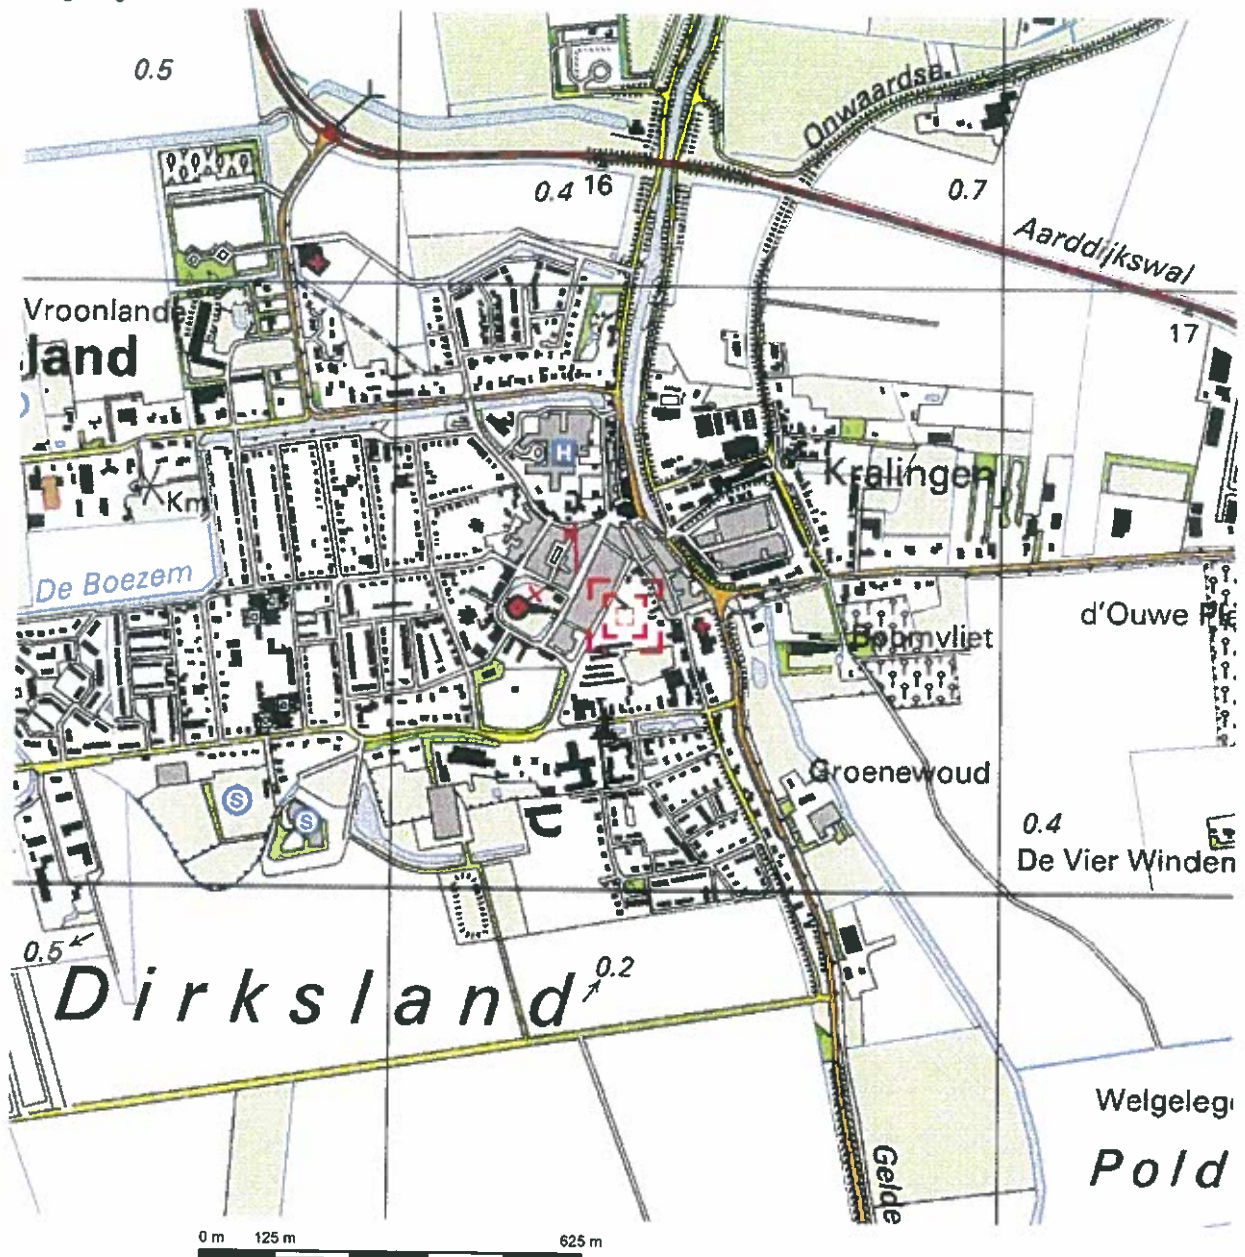 0.5
Onwaardse
0.4
16
0.7
Aarddijkswal
Vroonlande
land
17
H
Kralingen
Km
De Boezem
d'Ouwe
Boomvliet
S
S
Groenewoud
0.4
De Vier Winden
0.5
Dirksland
0.2
Welgeleg
Pold
Gelde
0 m 125 m 625 m